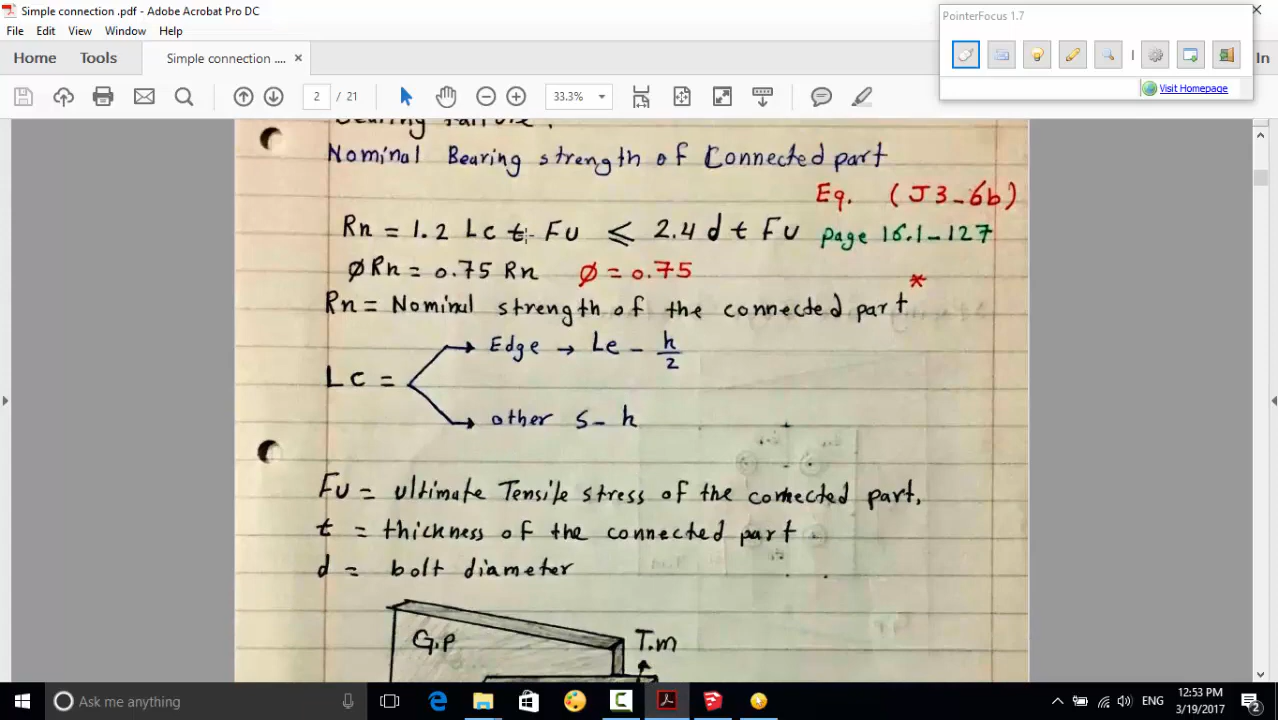 Simple connection .pdf - Adobe Acrobat Pro DC
PointerFocus 1.7
File Edit View Window Help
Home Tools Simple connection .... × In
Visit Homepage
2 / 21 33.3%
Bearing failure.
Nominal Bearing strength of Connected part
Eq. (J3-6b)
Rn = 1.2 Lc t Fu ≤ 2.4 d t Fu page 16.1-127
ØRn = 0.75 Rn Ø = 0.75
Rn = Nominal strength of the connected part *
Edge → Le - h/2
Lc =
other s - h
Fu = ultimate Tensile stress of the connected part,
t = thickness of the connected part
d = bolt diameter
G.P T.m
Ask me anything
ENG 12:53 PM
3/19/2017 2